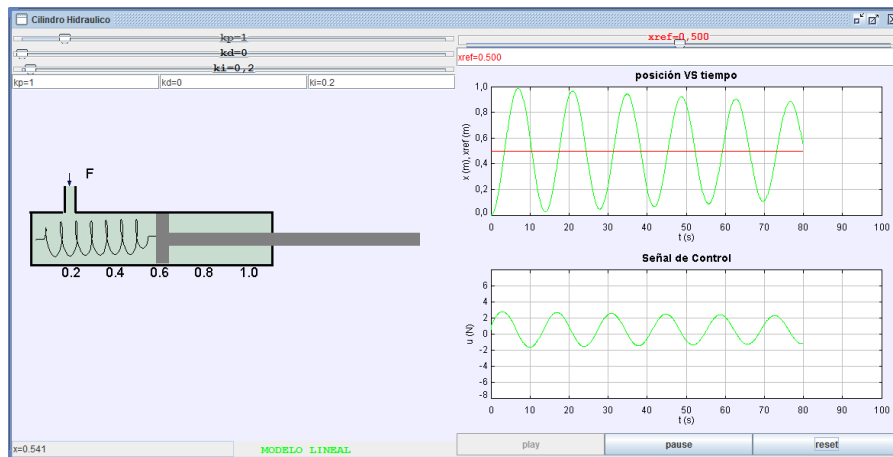 Cilindro Hidraulico
kp=1
kd=0
ki=0,2
kp=1 kd=0 ki=0.2
F
0.2 0.4 0.6 0.8 1.0
x=0.541
MODELO LINEAL
xref=0,500
xref=0.500
posición VS tiempo
x (m), xref (m)
1,0
0,8
0,6
0,4
0,2
0,0
0 10 20 30 40 50 60 70 80 90 100
t (s)
Señal de Control
u (N)
6
4
2
0
-2
-4
-6
-8
0 10 20 30 40 50 60 70 80 90 100
t (s)
play pause reset